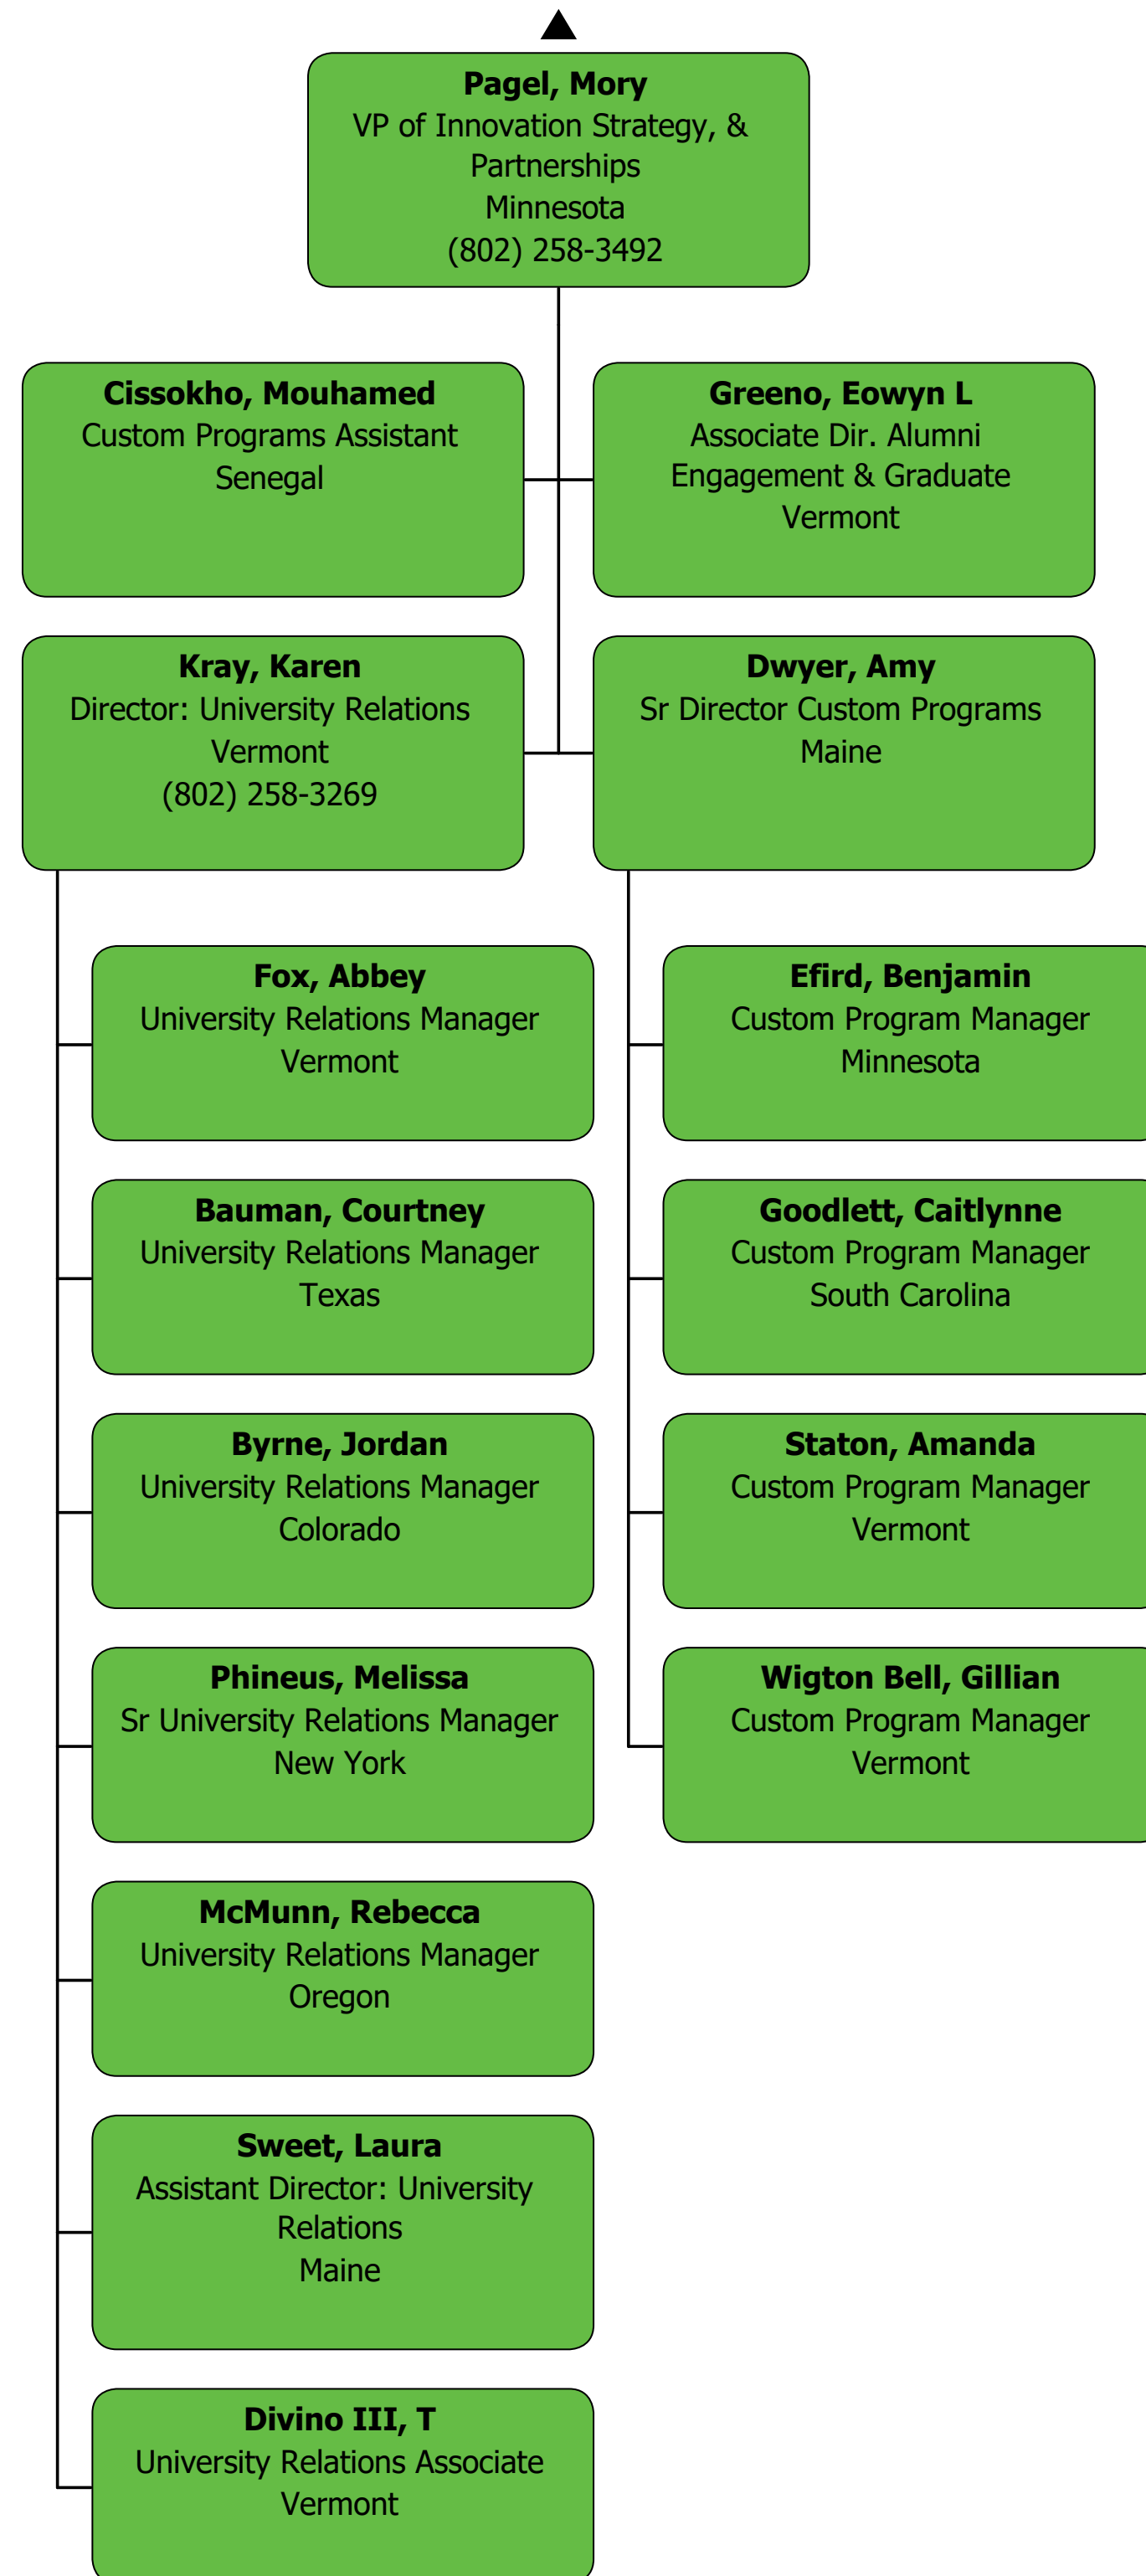 Pagel, Mory
VP of Innovation Strategy, &
Partnerships
Minnesota
(802) 258-3492
Cissokho, Mouhamed
Custom Programs Assistant
Senegal
Greeno, Eowyn L
Associate Dir. Alumni
Engagement & Graduate
Vermont
Kray, Karen
Director: University Relations
Vermont
(802) 258-3269
Dwyer, Amy
Sr Director Custom Programs
Maine
Fox, Abbey
University Relations Manager
Vermont
Bauman, Courtney
University Relations Manager
Texas
Byrne, Jordan
University Relations Manager
Colorado
Phineus, Melissa
Sr University Relations Manager
New York
McMunn, Rebecca
University Relations Manager
Oregon
Sweet, Laura
Assistant Director: University
Relations
Maine
Divino III, T
University Relations Associate
Vermont
Efird, Benjamin
Custom Program Manager
Minnesota
Goodlett, Caitlynne
Custom Program Manager
South Carolina
Staton, Amanda
Custom Program Manager
Vermont
Wigton Bell, Gillian
Custom Program Manager
Vermont